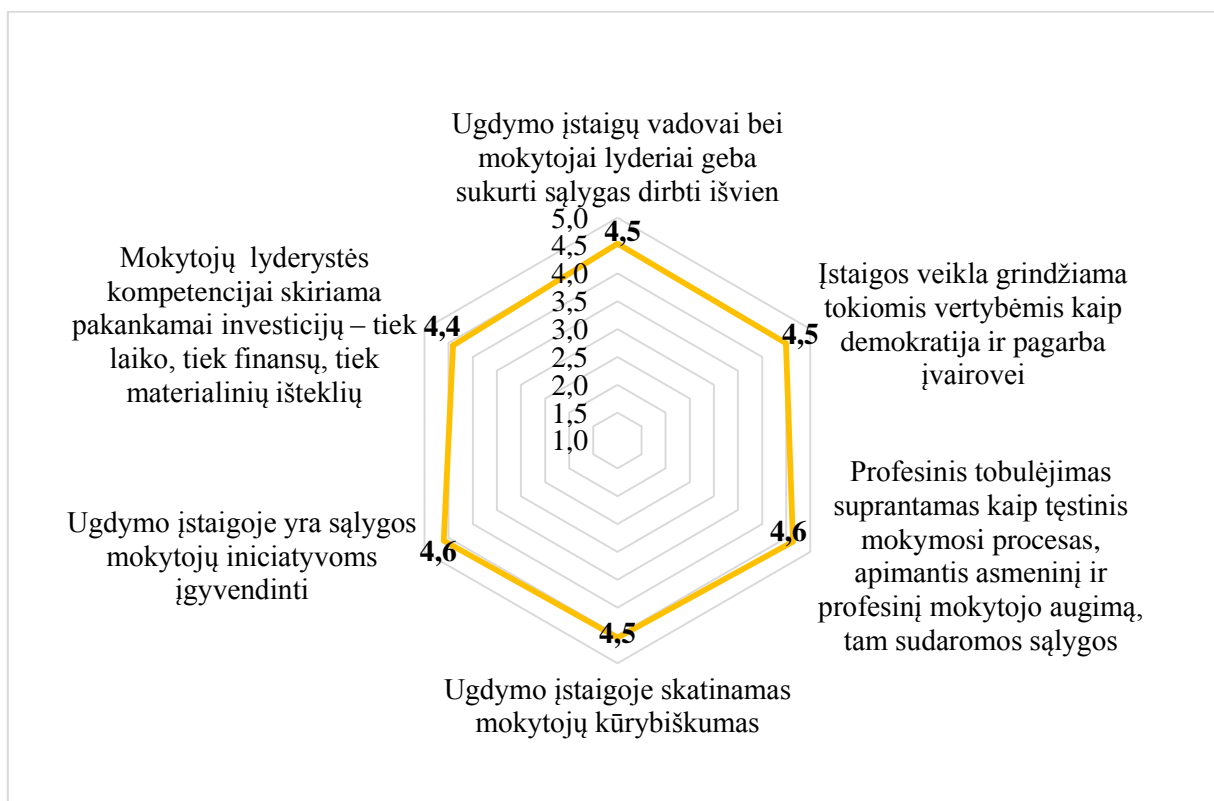 Ugdymo įstaigų vadovai bei
mokytojai lyderiai geba
sukurti sąlygas dirbti išvien
5,0
4,5
4,0
3,5
3,0
2,5
2,0
1,5
1,0
4,5
Įstaigos veikla grindžiama
tokiomis vertybėmis kaip
demokratija ir pagarba
įvairovei
4,5
Profesinis tobulėjimas
suprantamas kaip tęstinis
mokymosi procesas,
apimantis asmeninį ir
profesinį mokytojo augimą,
tam sudaromos sąlygos
4,6
4,5
Ugdymo įstaigoje skatinamas
mokytojų kūrybiškumas
Ugdymo įstaigoje yra sąlygos
mokytojų iniciatyvoms
įgyvendinti
4,6
Mokytojų  lyderystės
kompetencijai skiriama
pakankamai investicijų – tiek
laiko, tiek finansų, tiek
materialinių išteklių
4,4